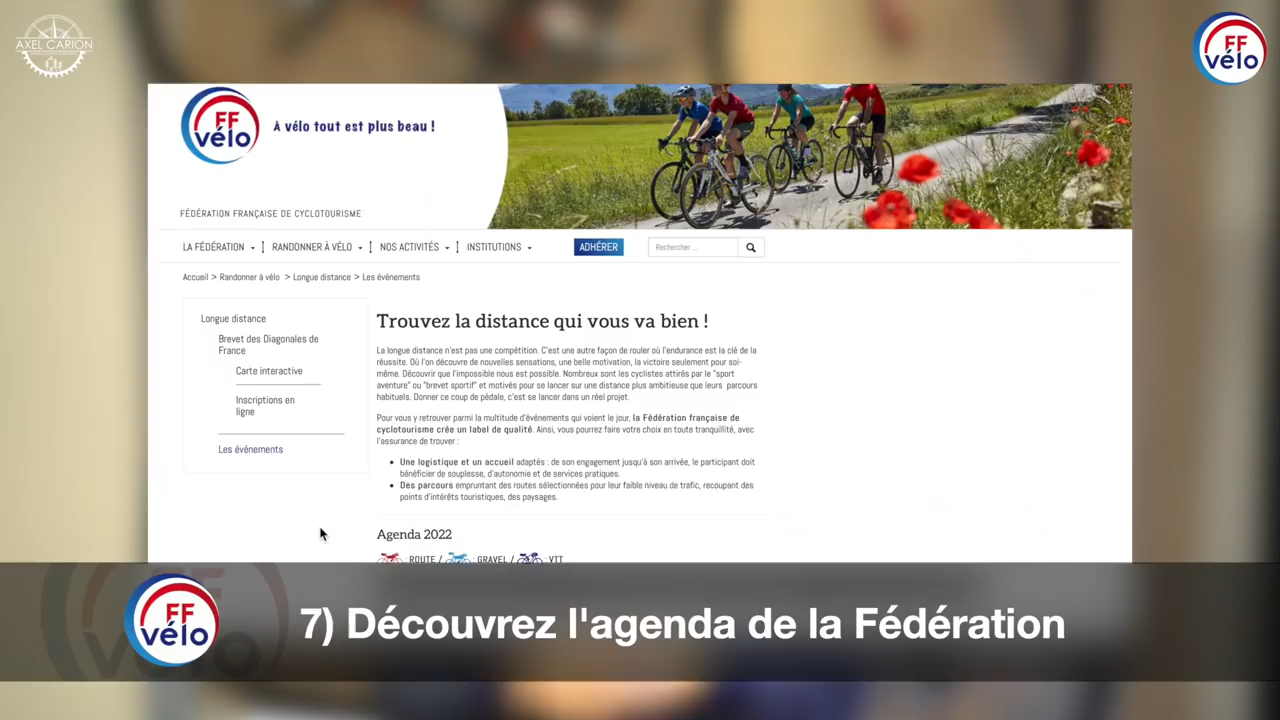 AXEL CARION
FF
vélo
FF
vélo
À vélo tout est plus beau !
FÉDÉRATION FRANÇAISE DE CYCLOTOURISME
LA FÉDÉRATION
RANDONNER À VÉLO
NOS ACTIVITÉS
INSTITUTIONS
ADHÉRER
Rechercher ...
Accueil > Randonner à vélo > Longue distance > Les événements
Longue distance
Brevet des Diagonales de
France
Carte interactive
Inscriptions en
ligne
Les événements
Trouvez la distance qui vous va bien !
La longue distance n'est pas une compétition. C'est une autre façon de rouler où l'endurance est la clé de la
réussite. Où l'on découvre de nouvelles sensations, une belle motivation, la victoire seulement pour soi-
même. Découvrir que l'impossible nous est possible. Nombreux sont les cyclistes attirés par le "sport
aventure" ou "brevet sportif" et motivés pour se lancer sur une distance plus ambitieuse que leurs parcours
habituels. Donner ce coup de pédale, c'est se lancer dans un réel projet.
Pour vous y retrouver parmi la multitude d'événements qui voient le jour, la Fédération française de
cyclotourisme crée un label de qualité. Ainsi, vous pourrez faire votre choix en toute tranquillité, avec
l'assurance de trouver :
• Une logistique et un accueil adaptés : de son engagement jusqu'à son arrivée, le participant doit
bénéficier de souplesse, d'autonomie et de services pratiques.
• Des parcours empruntant des routes sélectionnées pour leur faible niveau de trafic, recoupant des
points d'intérêts touristiques, des paysages.
Agenda 2022
: ROUTE / : GRAVEL / : VTT
FF
vélo
7) Découvrez l'agenda de la Fédération